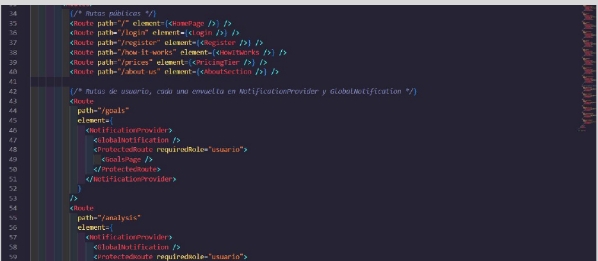 34 {/* Rutas públicas */}
35 <Route path="/" element={<HomePage />} />
36 <Route path="/login" element={<Login />} />
37 <Route path="/register" element={<Register />} />
38 <Route path="/how-it-works" element={<HowItWorks />} />
39 <Route path="/prices" element={<PricingTier />} />
40 <Route path="/about-us" element={<AboutSection />} />
41
42 {/* Rutas de usuario, cada una envuelta en NotificationProvider y GlobalNotification */}
43 <Route
44 path="/goals"
45 element={
46 <NotificationProvider>
47 <GlobalNotification />
48 <ProtectedRoute requiredRole="usuario">
49 <GoalsPage />
50 </ProtectedRoute>
51 </NotificationProvider>
52 }
53 />
54 <Route
55 path="/analysis"
56 element={
57 <NotificationProvider>
58 <GlobalNotification />
59 <ProtectedRoute requiredRole="usuario">